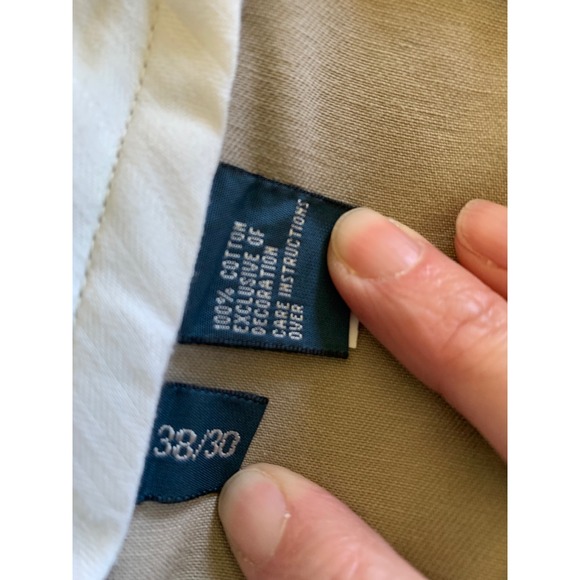 100% COTTON
EXCLUSIVE OF
DECORATION
CARE INSTRUCTIONS
OVER
38/30